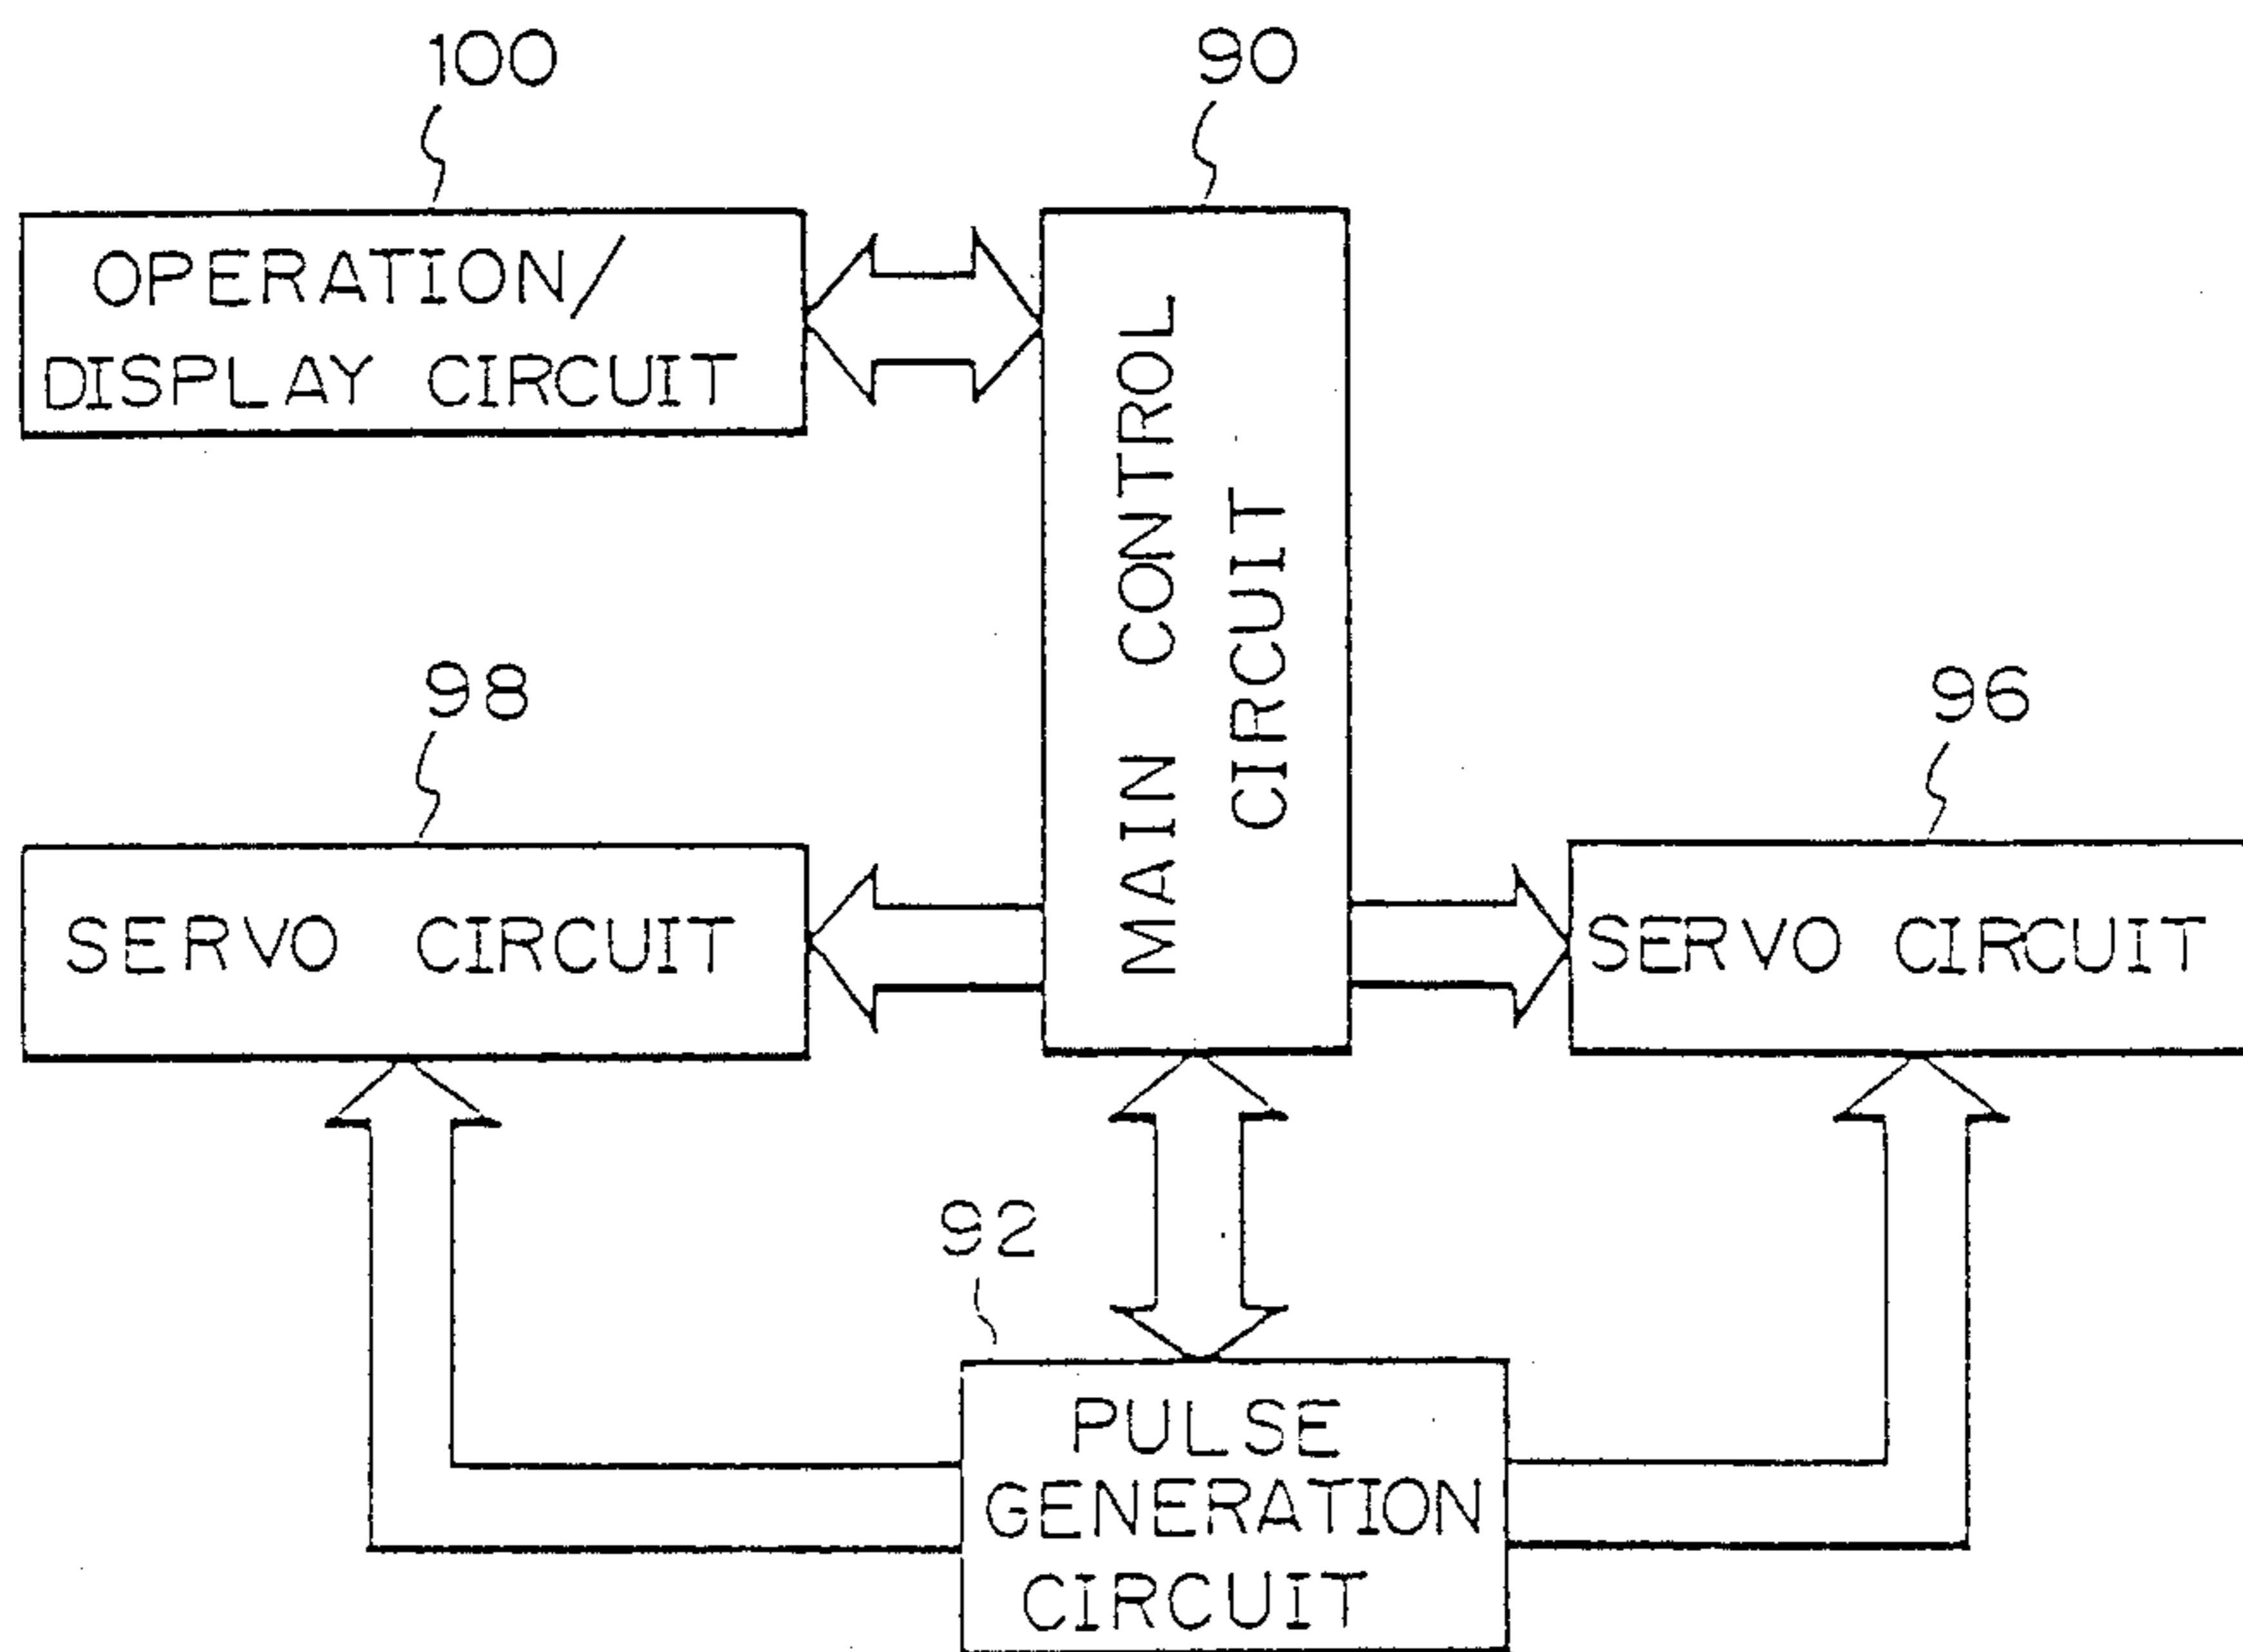 100
90
OPERATION/
DISPLAY CIRCUIT
MAIN CONTROL
CIRCUIT
98
96
SERVO CIRCUIT
SERVO CIRCUIT
92
PULSE
GENERATION
CIRCUIT